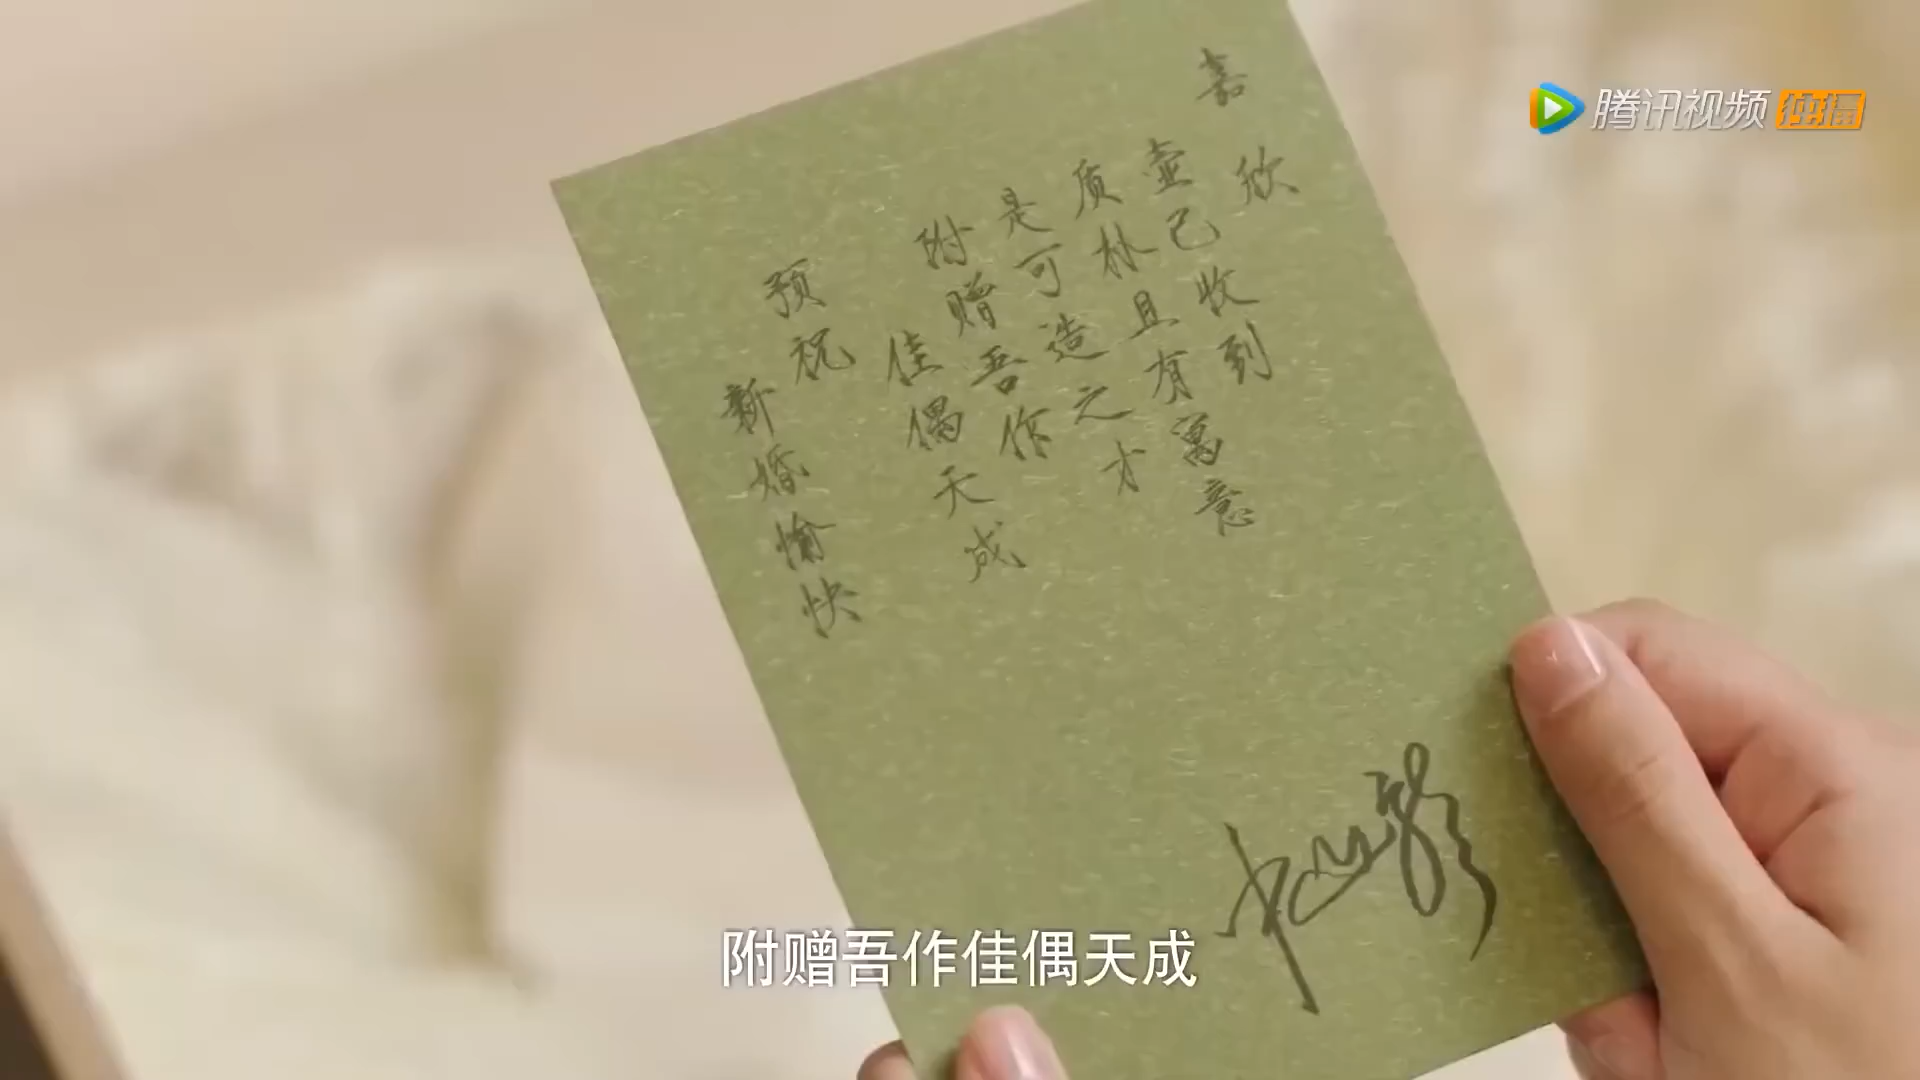 嘉欣
壶已收到
质朴且有寓意
是可造之才
附赠吾作
佳偶天成
预祝
新婚愉快
附赠吾作佳偶天成
腾讯视频 独播